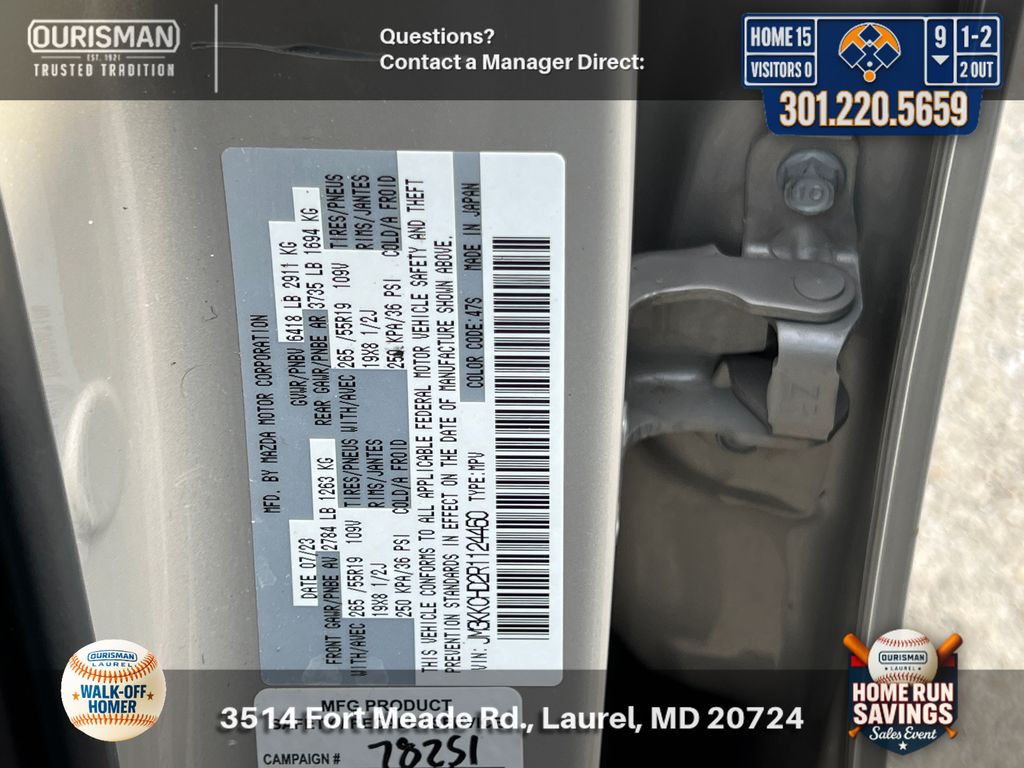 OURISMAN
EST. 1921
TRUSTED TRADITION
Questions?
Contact a Manager Direct:
HOME 15
VISITORS 0
9
1-2
2 OUT
301.220.5659
10
MFD. BY MAZDA MOTOR CORPORATION
DATE 07/23 GVWR/PNBV 6418 LB 2911 KG
FRONT GAWR/PNBE AV 2784 LB 1263 KG REAR GAWR/PNBE AR 3735 LB 1694 KG
WITH/AVEC 265 /55R19 109V TIRES/PNEUS WITH/AVEC 265 /55R19 109V TIRES/PNEUS
19X8 1/2J RIMS/JANTES 19X8 1/2J RIMS/JANTES
250 KPA/36 PSI COLD/A FROID 250 KPA/36 PSI COLD/A FROID
THIS VEHICLE CONFORMS TO ALL APPLICABLE FEDERAL MOTOR VEHICLE SAFETY AND THEFT
PREVENTION STANDARDS IN EFFECT ON THE DATE OF MANUFACTURE SHOWN ABOVE.
VIN: JM3KKCHD2R1124460 TYPE:MPV COLOR CODE:47S MADE IN JAPAN
MFG PRODUCT
CAMPAIGN # 78251
OURISMAN
LAUREL
WALK-OFF
HOMER
3514 Fort Meade Rd., Laurel, MD 20724
OURISMAN
LAUREL
HOME RUN
SAVINGS
Sales Event